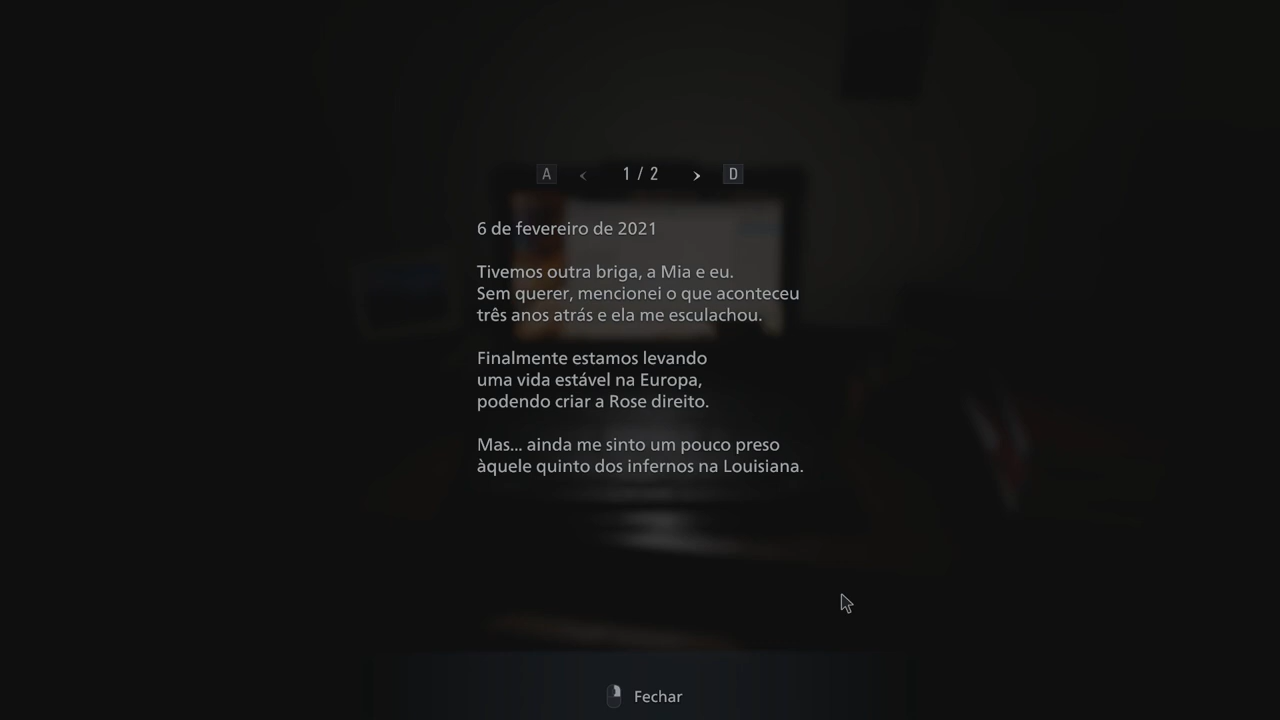 A < 1 / 2 > D
6 de fevereiro de 2021
Tivemos outra briga, a Mia e eu.
Sem querer, mencionei o que aconteceu
três anos atrás e ela me esculachou.
Finalmente estamos levando
uma vida estável na Europa,
podendo criar a Rose direito.
Mas... ainda me sinto um pouco preso
àquele quinto dos infernos na Louisiana.
Fechar